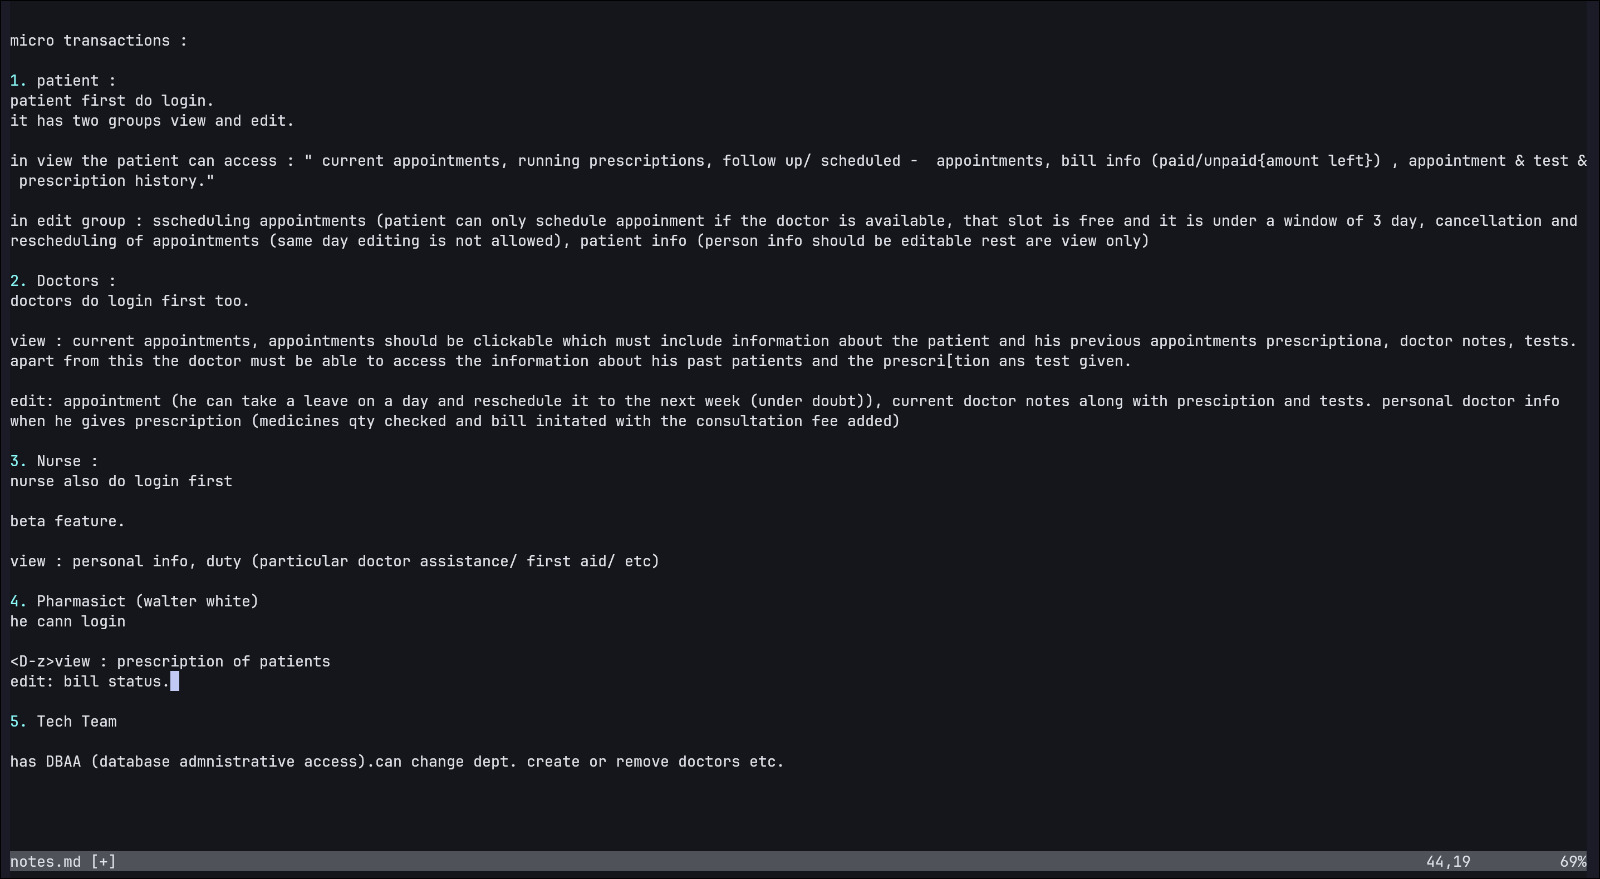 micro transactions :
1. patient :
patient first do login.
it has two groups view and edit.
in view the patient can access : " current appointments, running prescriptions, follow up/ scheduled -  appointments, bill info (paid/unpaid{amount left}) , appointment & test &
prescription history."
in edit group : sscheduling appointments (patient can only schedule appoinment if the doctor is available, that slot is free and it is under a window of 3 day, cancellation and
rescheduling of appointments (same day editing is not allowed), patient info (person info should be editable rest are view only)
2. Doctors :
doctors do login first too.
view : current appointments, appointments should be clickable which must include information about the patient and his previous appointments prescriptiona, doctor notes, tests.
apart from this the doctor must be able to access the information about his past patients and the prescri[tion ans test given.
edit: appointment (he can take a leave on a day and reschedule it to the next week (under doubt)), current doctor notes along with presciption and tests. personal doctor info
when he gives prescription (medicines qty checked and bill initated with the consultation fee added)
3. Nurse :
nurse also do login first
beta feature.
view : personal info, duty (particular doctor assistance/ first aid/ etc)
4. Pharmasict (walter white)
he cann login
<D-z>view : prescription of patients
edit: bill status.
5. Tech Team
has DBAA (database admnistrative access).can change dept. create or remove doctors etc.
notes.md [+] 44,19 69%